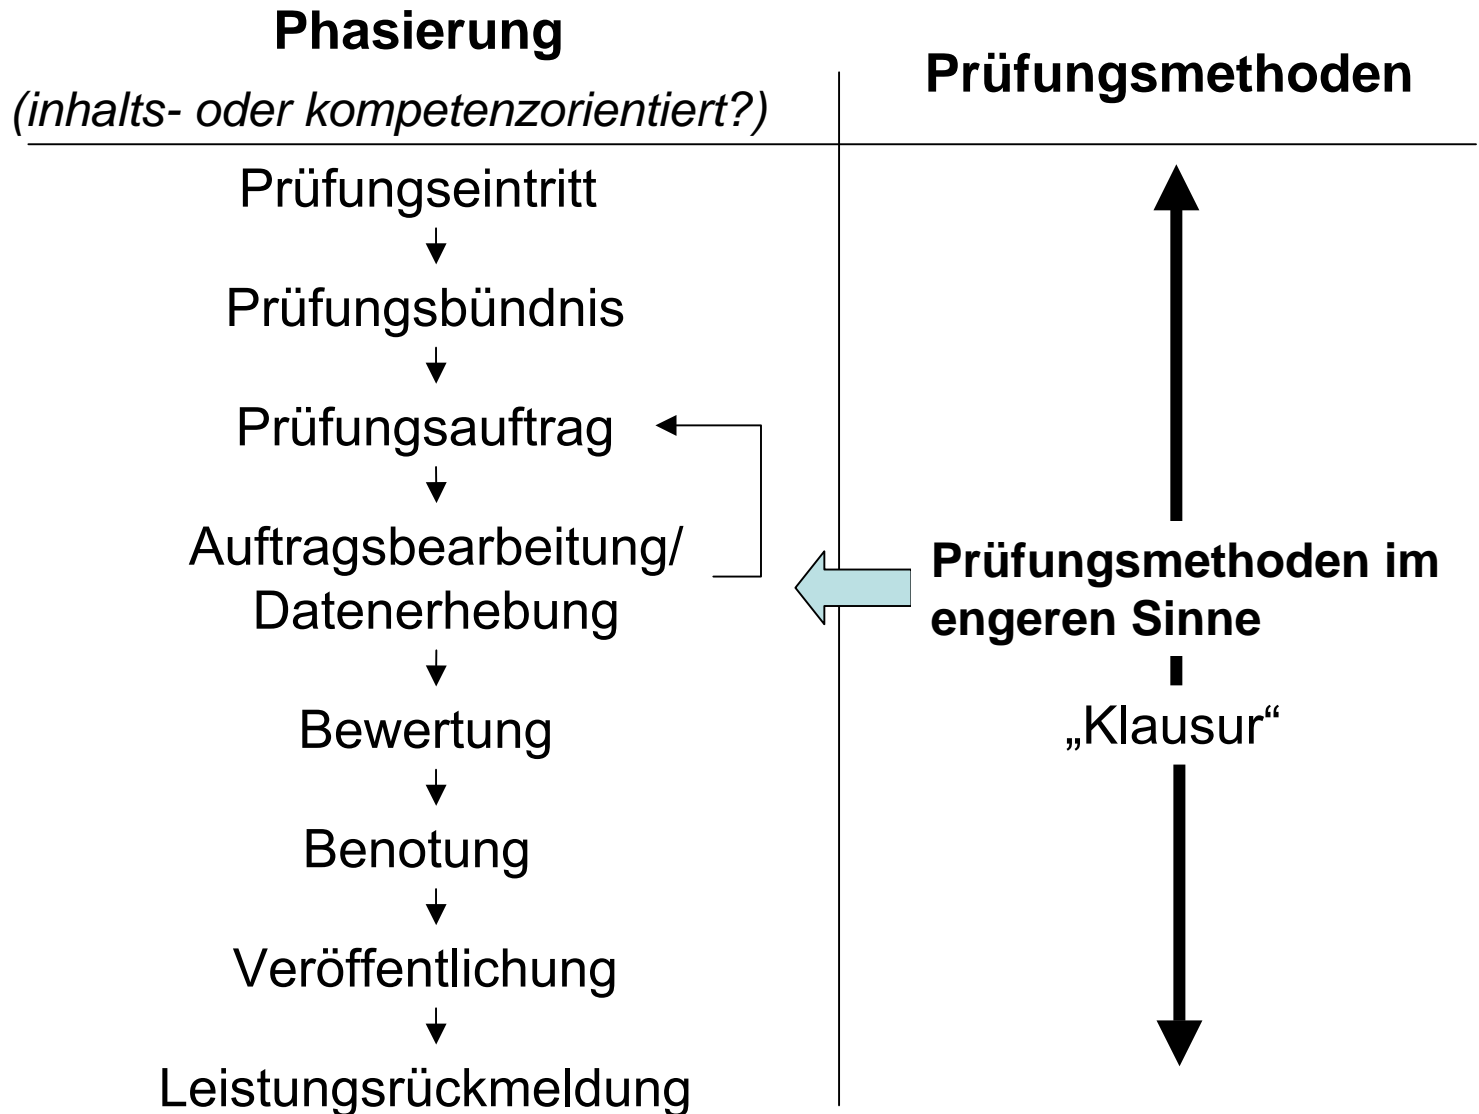 Phasierung
(inhalts- oder kompetenzorientiert?)
Prüfungseintritt
Prüfungsbündnis
Prüfungsauftrag
Auftragsbearbeitung/
Datenerhebung
Bewertung
Benotung
Veröffentlichung
Leistungsrückmeldung
Prüfungsmethoden
Prüfungsmethoden im
engeren Sinne
„Klausur“